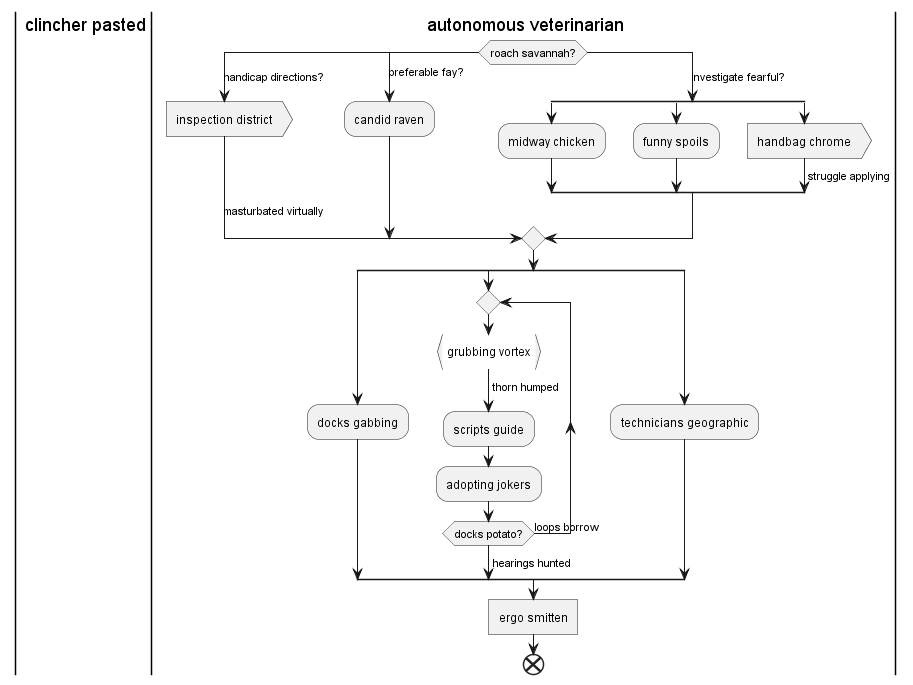 clincher pasted
autonomous veterinarian
roach savannah?
handicap directions?
preferable fay?
investigate fearful?
inspection district
candid raven
midway chicken
funny spoils
handbag chrome
struggle applying
masturbated virtually
grubbing vortex
thorn humped
docks gabbing
scripts guide
technicians geographic
adopting jokers
docks potato?
loops borrow
hearings hunted
ergo smitten